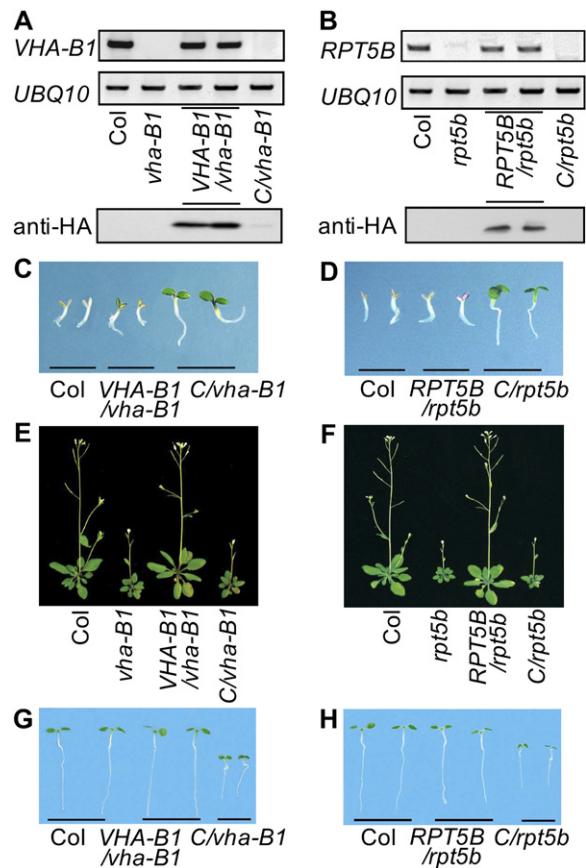 A
VHA-B1
UBQ10
Col
vha-B1
VHA-B1
/vha-B1
C/vha-B1
anti-HA
B
RPT5B
UBQ10
Col
rpt5b
RPT5B
/rpt5b
C/rpt5b
anti-HA
C
Col
VHA-B1
/vha-B1
C/vha-B1
D
Col
RPT5B
/rpt5b
C/rpt5b
E
Col
vha-B1
VHA-B1
/vha-B1
C/vha-B1
F
Col
rpt5b
RPT5B
/rpt5b
C/rpt5b
G
Col
VHA-B1
/vha-B1
C/vha-B1
H
Col
RPT5B
/rpt5b
C/rpt5b